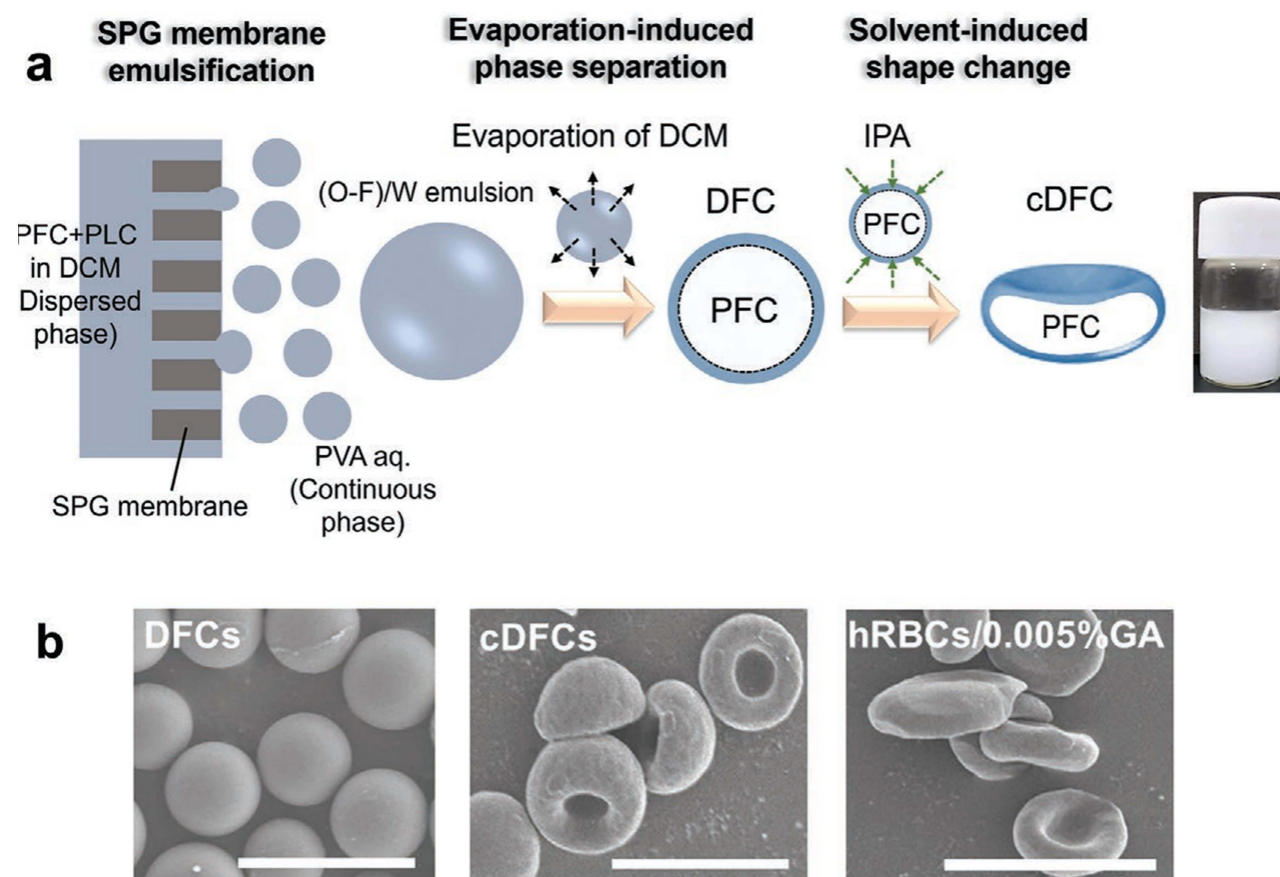 a
SPG membrane
emulsification
Evaporation-induced
phase separation
Solvent-induced
shape change
Evaporation of DCM
IPA
(O-F)/W emulsion
DFC
PFC
cDFC
PFC+PLC
in DCM
Dispersed
phase)
PFC
PFC
SPG membrane
PVA aq.
(Continuous
phase)
b
DFCs
cDFCs
hRBCs/0.005%GA